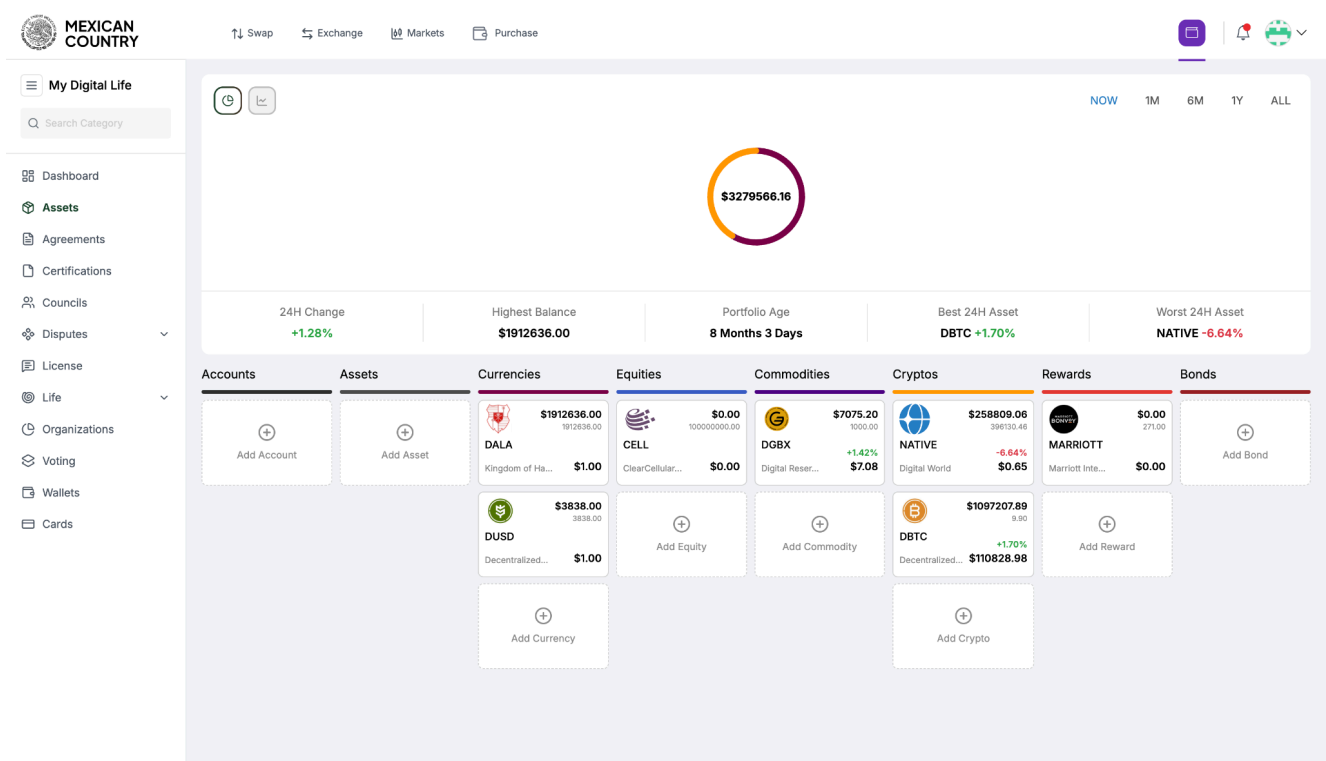 MEXICAN
COUNTRY
Swap
Exchange
Markets
Purchase
My Digital Life
Search Category
Dashboard
Assets
Agreements
Certifications
Councils
Disputes
License
Life
Organizations
Voting
Wallets
Cards
NOW
1M
6M
1Y
ALL
$3279566.16
24H Change
+1.28%
Highest Balance
$1912636.00
Portfolio Age
8 Months 3 Days
Best 24H Asset
DBTC +1.70%
Worst 24H Asset
NATIVE -6.64%
Accounts
Add Account
Assets
Add Asset
Currencies
$1912636.00
1912636.00
DALA
Kingdom of Ha...
$1.00
$3838.00
3838.00
DUSD
Decentralized...
$1.00
Add Currency
Equities
$0.00
100000000.00
CELL
ClearCellular...
$0.00
Add Equity
Commodities
$7075.20
1000.00
DGBX
+1.42%
Digital Reser...
$7.08
Add Commodity
Cryptos
$258809.06
396130.46
NATIVE
-6.64%
Digital World
$0.65
$1097207.89
9.90
DBTC
+1.70%
Decentralized...
$110828.98
Add Crypto
Rewards
MARRIOTT
BONVOY
$0.00
271.00
MARRIOTT
Marriott Inte...
$0.00
Add Reward
Bonds
Add Bond